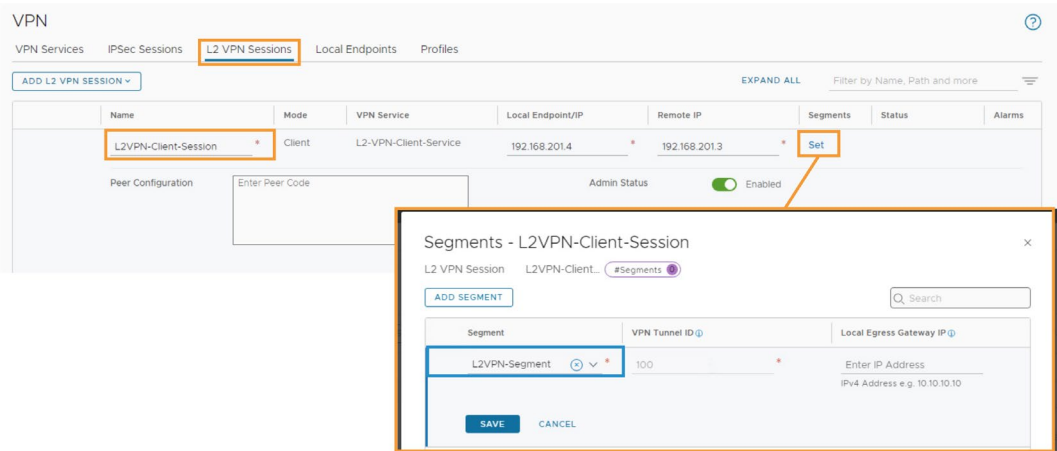 VPN
VPN Services IPSec Sessions L2 VPN Sessions Local Endpoints Profiles
ADD L2 VPN SESSION EXPAND ALL Filter by Name, Path and more
Name Mode VPN Service Local Endpoint/IP Remote IP Segments Status Alarms
L2VPN-Client-Session * Client L2-VPN-Client-Service 192.168.201.4 * 192.168.201.3 * Set
Peer Configuration Enter Peer Code Admin Status Enabled
Segments - L2VPN-Client-Session
L2 VPN Session L2VPN-Client... #Segments 0
ADD SEGMENT Search
Segment VPN Tunnel ID Local Egress Gateway IP
L2VPN-Segment * 100 * Enter IP Address
IPv4 Address e.g. 10.10.10.10
SAVE CANCEL